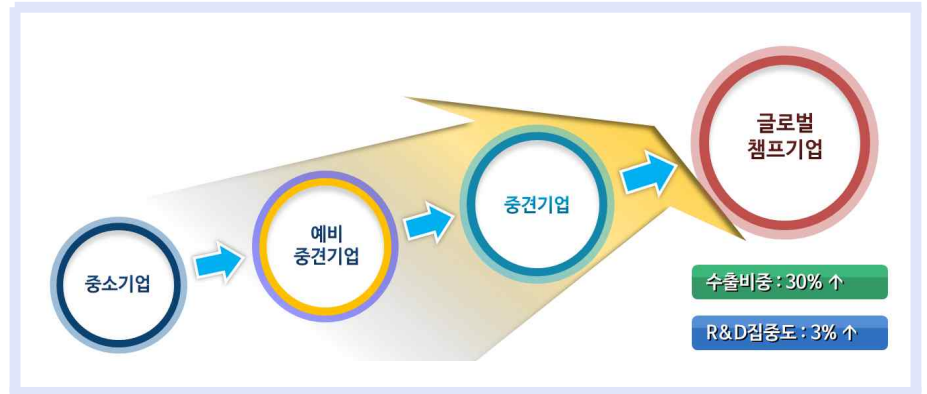 중소기업
예비
중견기업
중견기업
글로벌
챔프기업
수출비중 : 30% ↑
R&D집중도 : 3% ↑